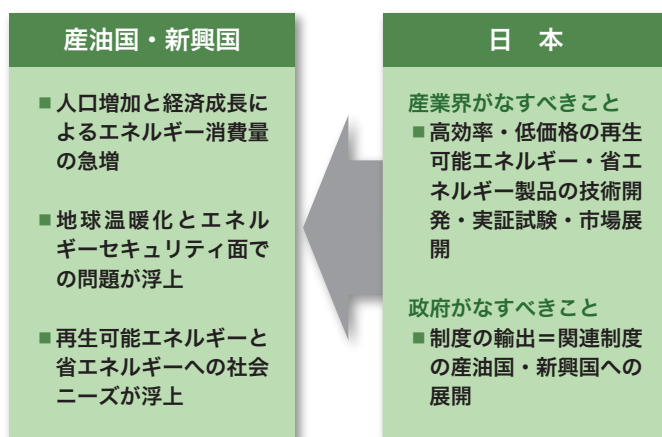 産油国・新興国
■人口増加と経済成長に
よるエネルギー消費量
の急増
■地球温暖化とエネル
ギーセキュリティ面で
の問題が浮上
■再生可能エネルギーと
省エネルギーへの社会
ニーズが浮上
日 本
産業界がなすべきこと
■高効率・低価格の再生
可能エネルギー・省エ
ネルギー製品の技術開
発・実証試験・市場展
開
政府がなすべきこと
■制度の輸出＝関連制度
の産油国・新興国への
展開